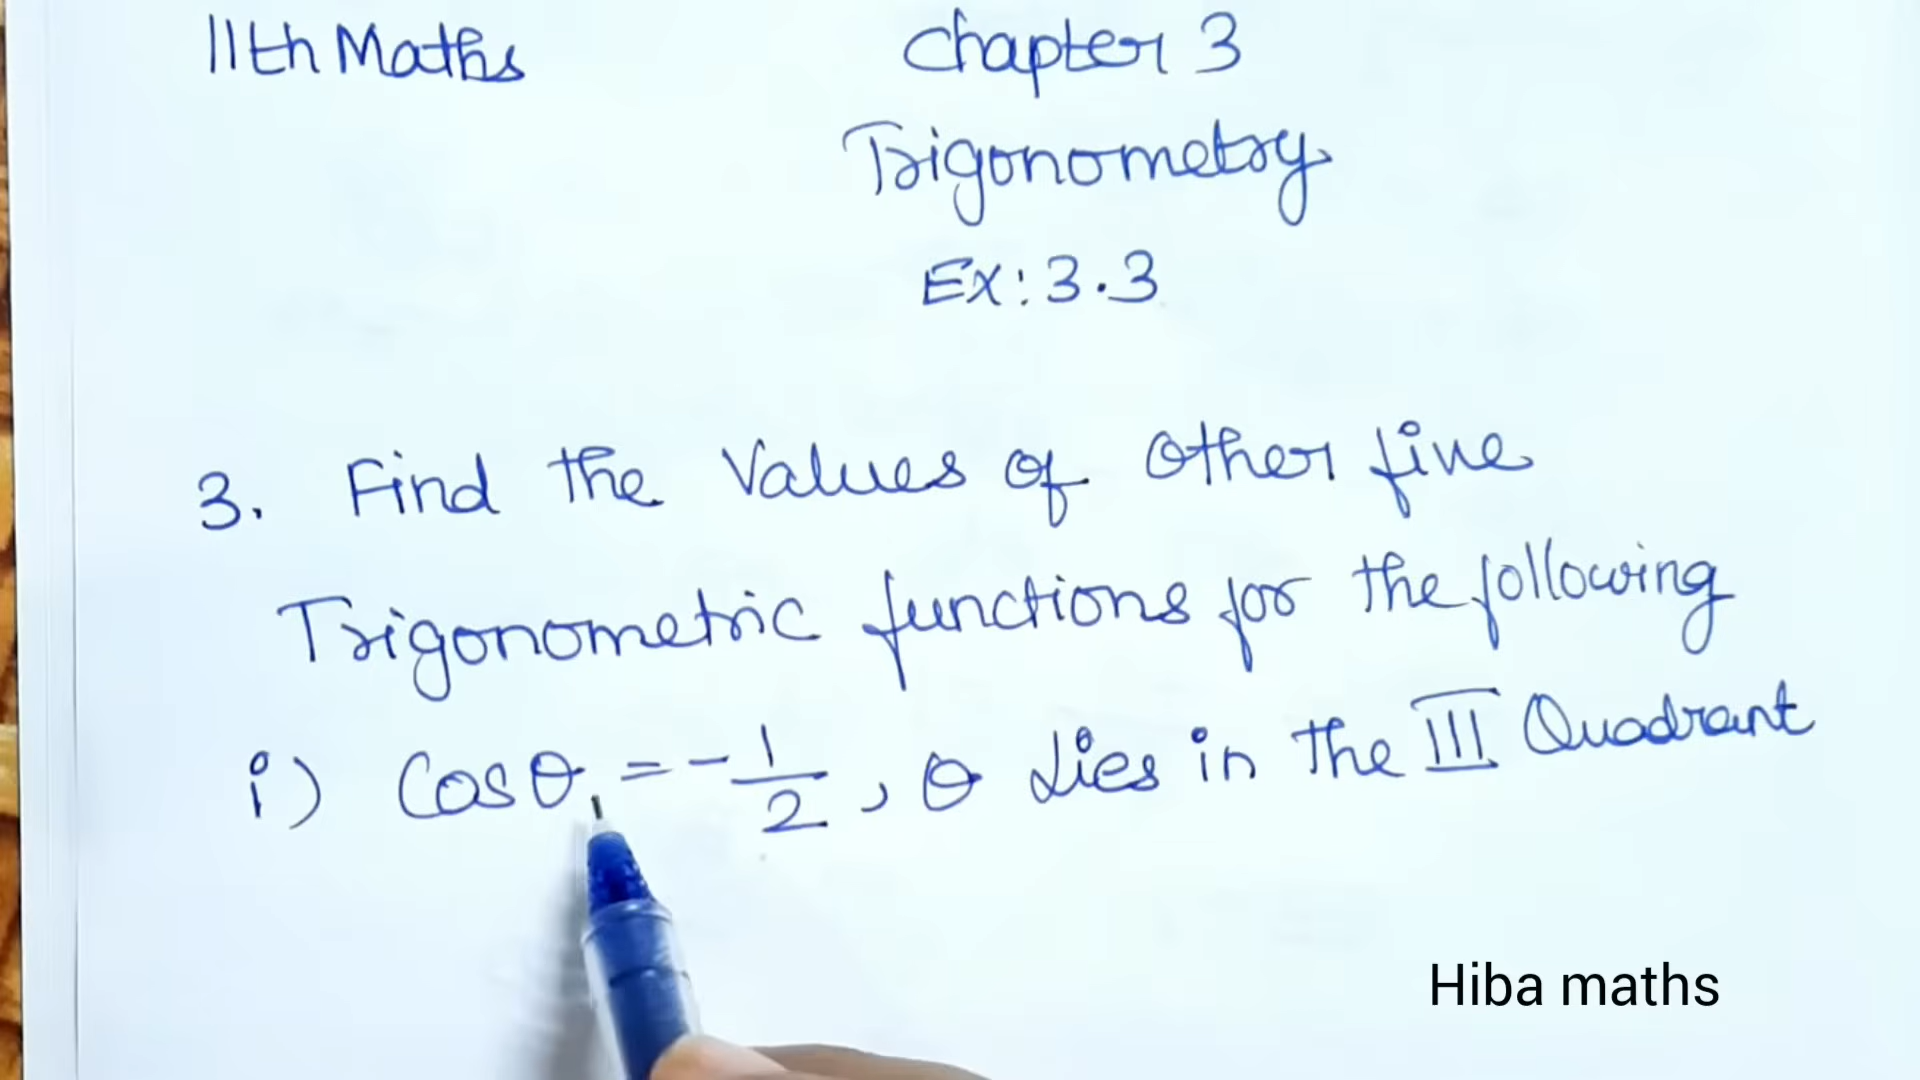 11th Maths
Chapter 3
Trigonometry
Ex: 3.3
3. Find the Values of other five
Trigonometric functions for the following
i) Cosθ = -1/2, θ Lies in the III Quadrant
Hiba maths